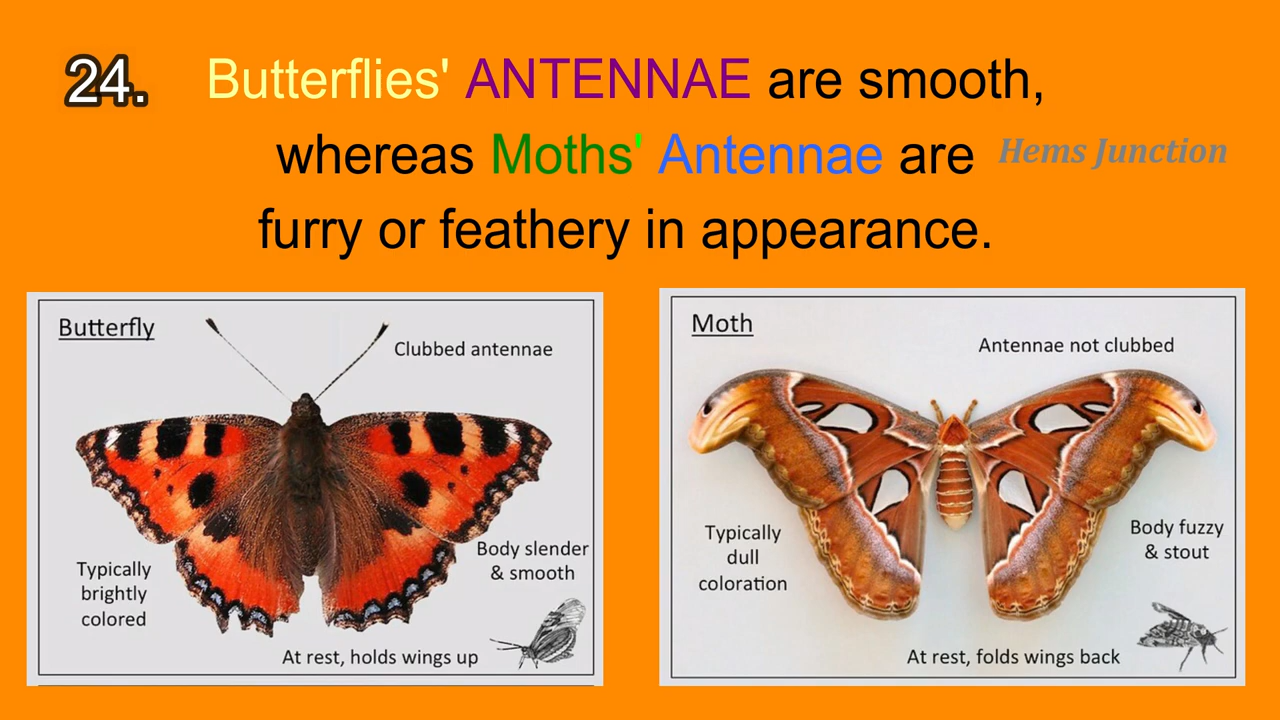 24. Butterflies' ANTENNAE are smooth,
whereas Moths' Antennae are
Hems Junction
furry or feathery in appearance.
Butterfly
Clubbed antennae
Body slender
& smooth
Typically
brightly
colored
At rest, holds wings up
Moth
Antennae not clubbed
Typically
dull
coloration
Body fuzzy
& stout
At rest, folds wings back